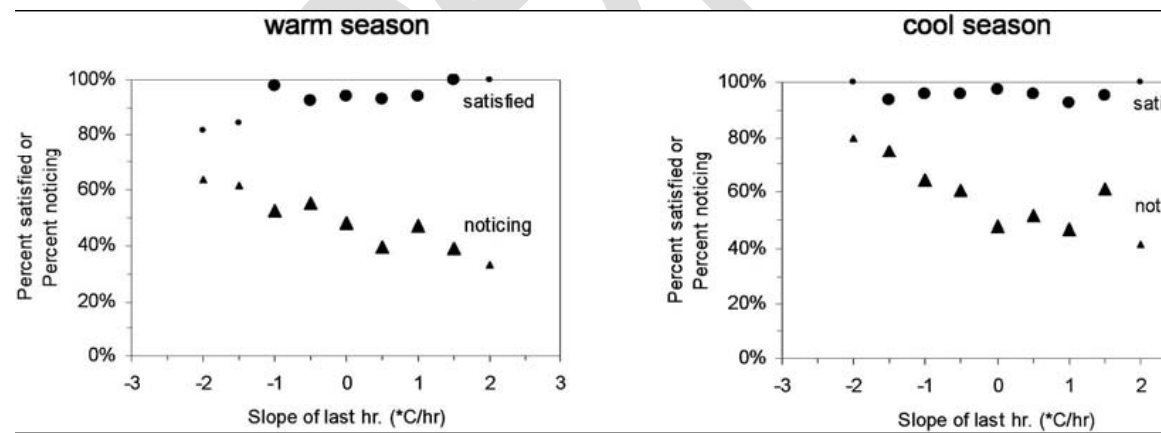 warm season
100%
80%
60%
40%
20%
0%
satisfied
noticing
Percent satisfied or
Percent noticing
-3 -2 -1 0 1 2 3
Slope of last hr. (*C/hr)
cool season
100%
80%
60%
40%
20%
0%
sati
not
Percent satisfied or
Percent noticing
-3 -2 -1 0 1 2
Slope of last hr. (*C/hr)